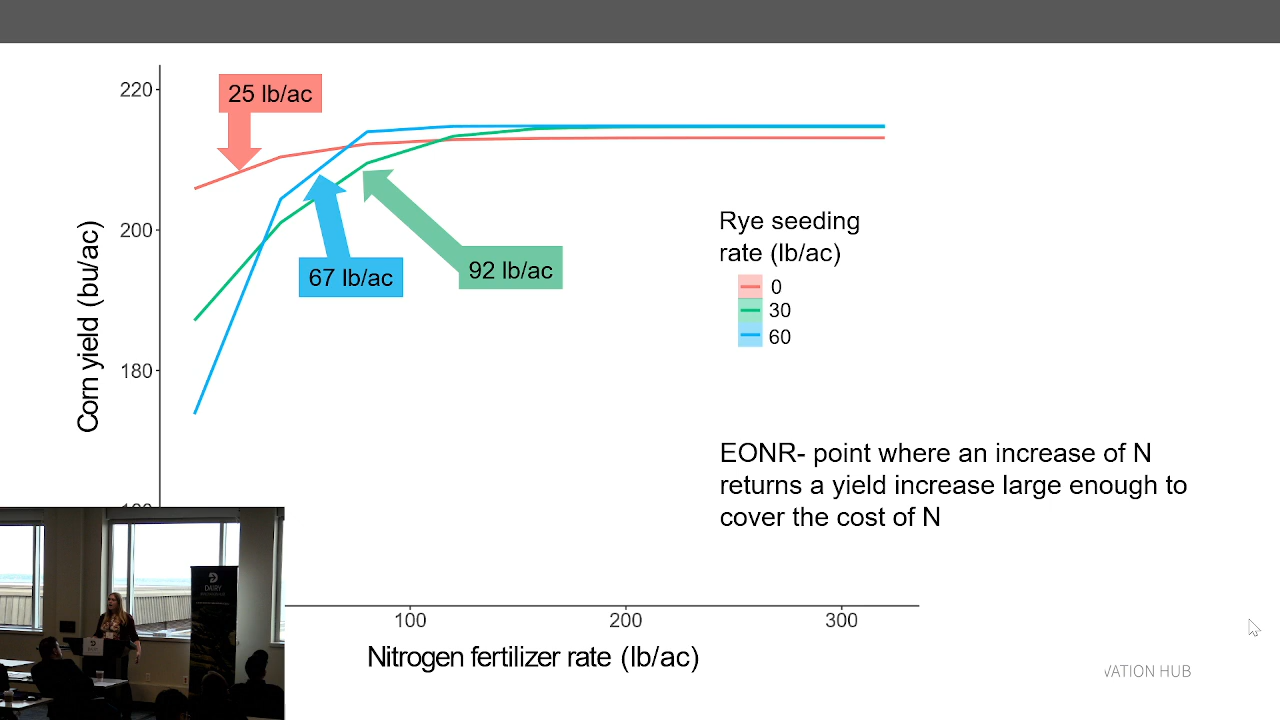 220
25 lb/ac
200
67 lb/ac
92 lb/ac
180
Corn yield (bu/ac)
Rye seeding
rate (lb/ac)
0
30
60
EONR- point where an increase of N
returns a yield increase large enough to
cover the cost of N
100
200
300
Nitrogen fertilizer rate (lb/ac)
VATION HUB
DAIRY